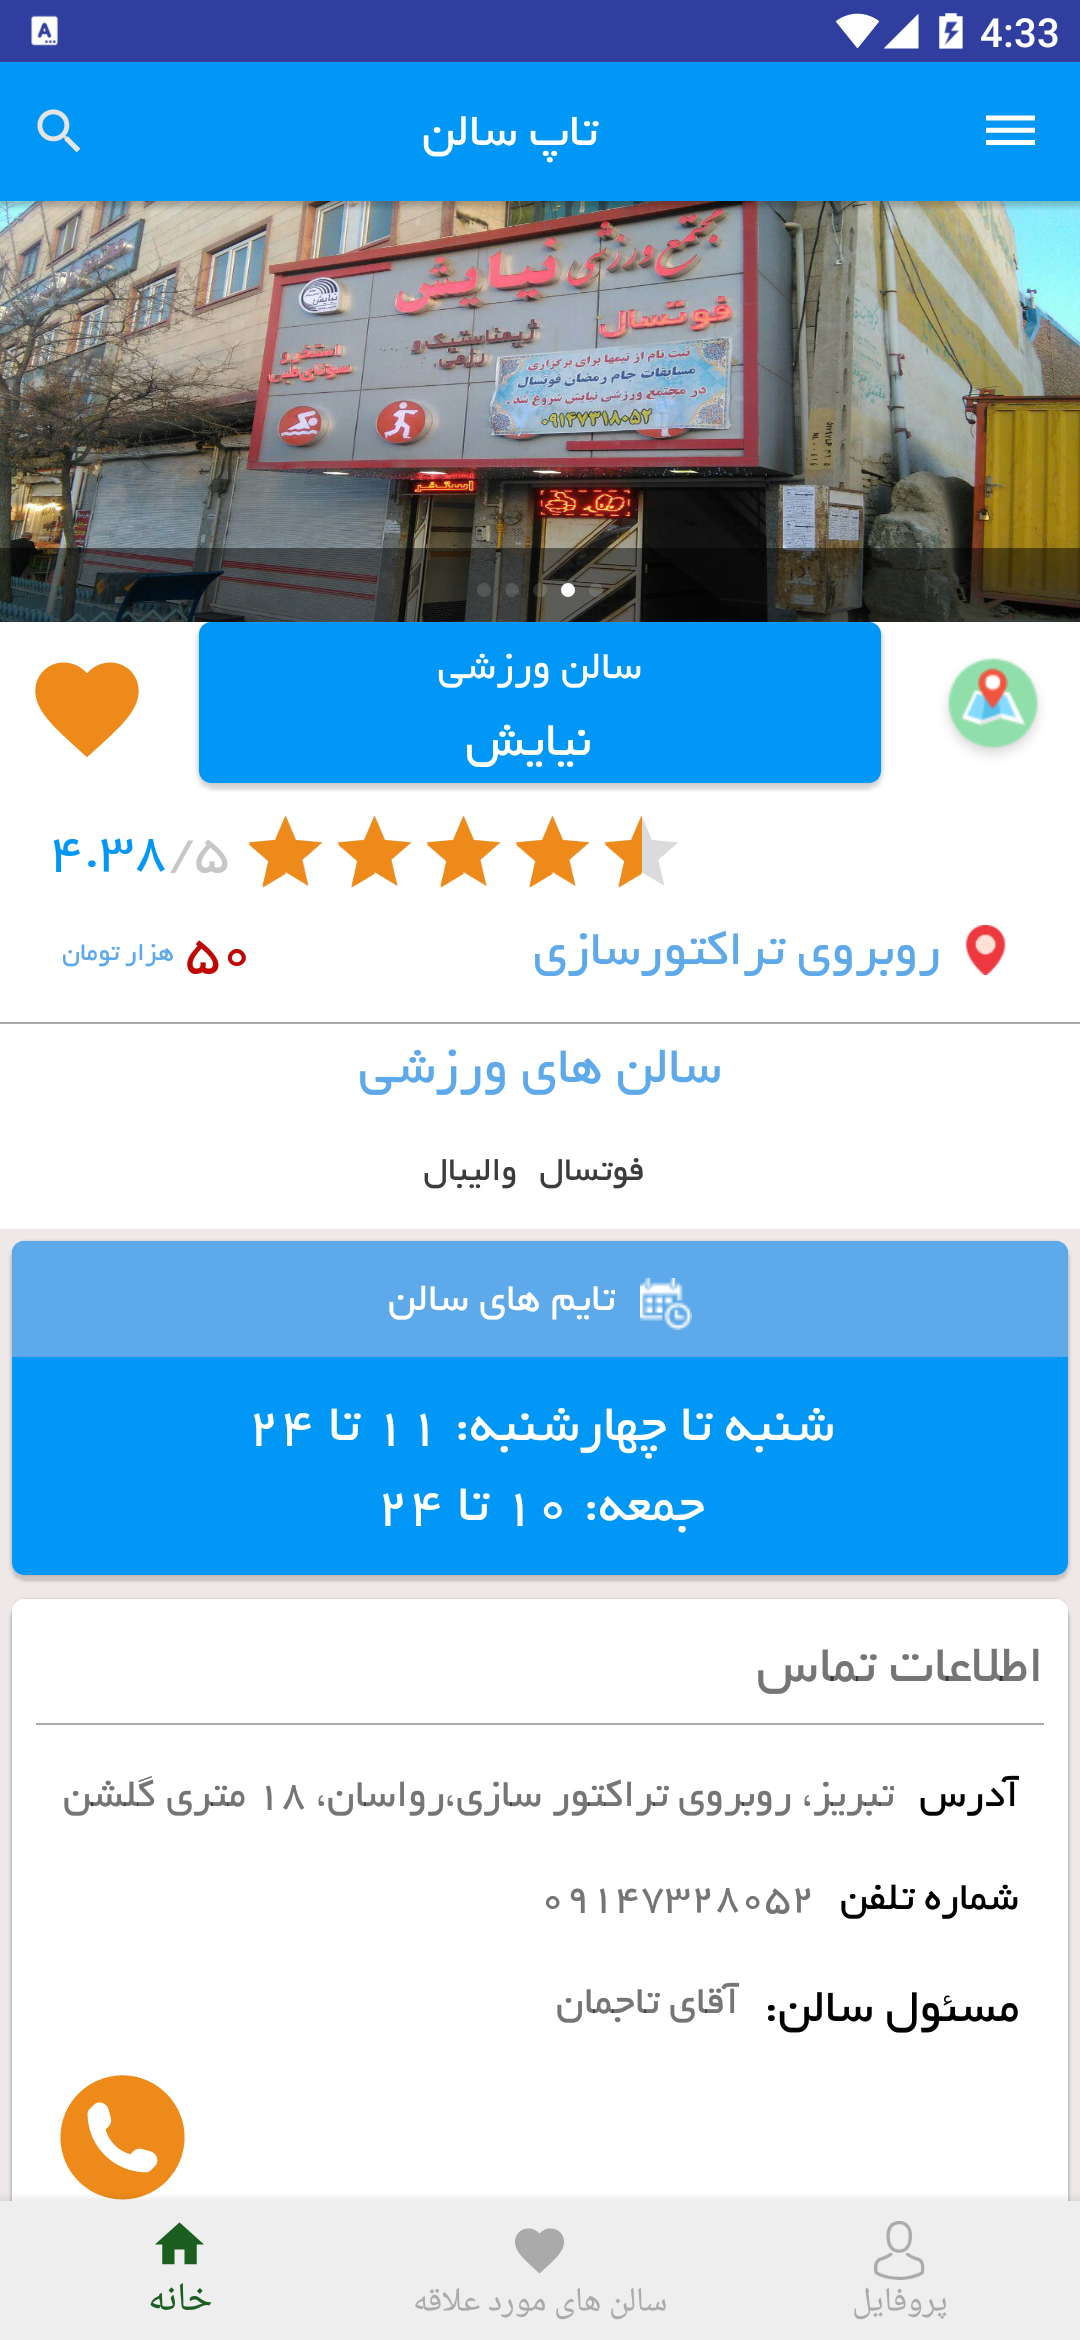 4:33
تاپ سالن
مجتمع ورزشی نیایش
فوتسال
ژیمناستیک و
رزمی
استخر و
سونای طبی
نیایش
ثبت نام از تیمها برای برگزاری
مسابقات جام رمضان فوتسال
در مجتمع ورزشی نیایش شروع شد.
۰۹۱۴۷۳۱۸۰۵۲
استخر
سالن ورزشی
نیایش
۴.۳۸/۵
روبروی تراکتورسازی
۵۰ هزار تومان
سالن های ورزشی
فوتسال والیبال
تایم های سالن
شنبه تا چهارشنبه: ۱۱ تا ۲۴
جمعه: ۱۰ تا ۲۴
اطلاعات تماس
آدرس تبریز، روبروی تراکتور سازی،رواسان، ۱۸ متری گلشن
شماره تلفن ۰۹۱۴۷۳۲۸۰۵۲
مسئول سالن: آقای تاجمان
پروفایل
سالن های مورد علاقه
خانه